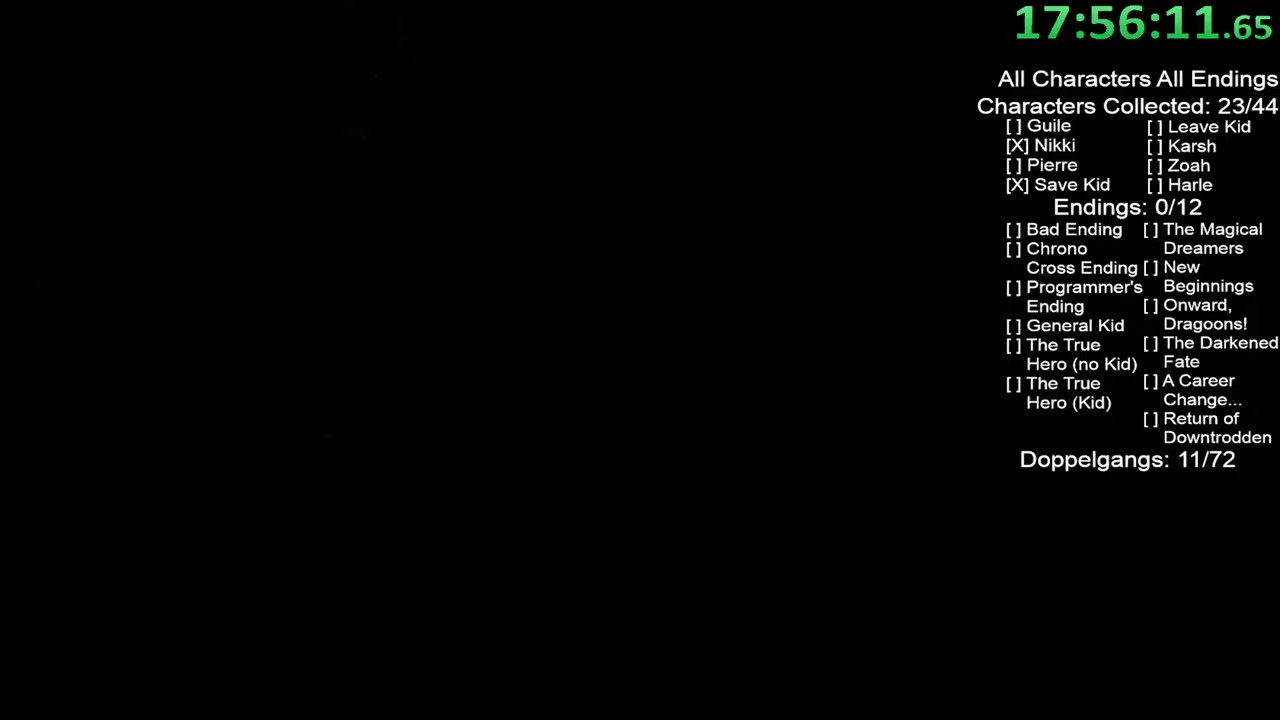 17:56:11.65
All Characters All Endings
Characters Collected: 23/44
[ ] Guile
[X] Nikki
[ ] Pierre
[X] Save Kid
[ ] Leave Kid
[ ] Karsh
[ ] Zoah
[ ] Harle
Endings: 0/12
[ ] Bad Ending
[ ] Chrono
Cross Ending
[ ] Programmer's
Ending
[ ] General Kid
[ ] The True
Hero (no Kid)
[ ] The True
Hero (Kid)
[ ] The Magical
Dreamers
[ ] New
Beginnings
[ ] Onward,
Dragoons!
[ ] The Darkened
Fate
[ ] A Career
Change...
[ ] Return of
Downtrodden
Doppelgangs: 11/72